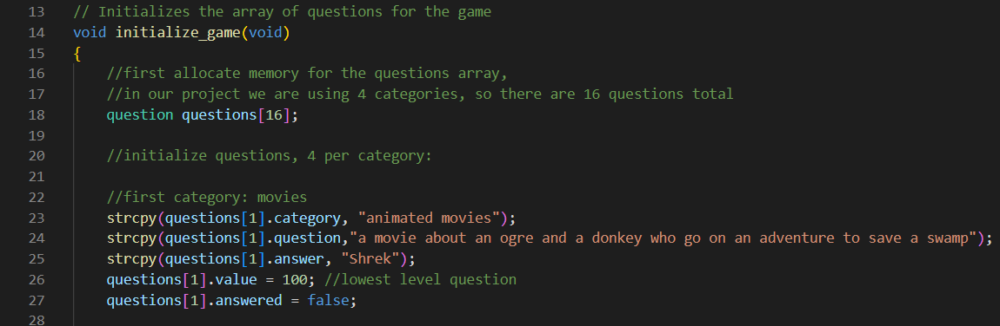 13 // Initializes the array of questions for the game
14 void initialize_game(void)
15 {
16 //first allocate memory for the questions array,
17 //in our project we are using 4 categories, so there are 16 questions total
18 question questions[16];
19
20 //initialize questions, 4 per category:
21
22 //first category: movies
23 strcpy(questions[1].category, "animated movies");
24 strcpy(questions[1].question,"a movie about an ogre and a donkey who go on an adventure to save a swamp");
25 strcpy(questions[1].answer, "Shrek");
26 questions[1].value = 100; //lowest level question
27 questions[1].answered = false;
28